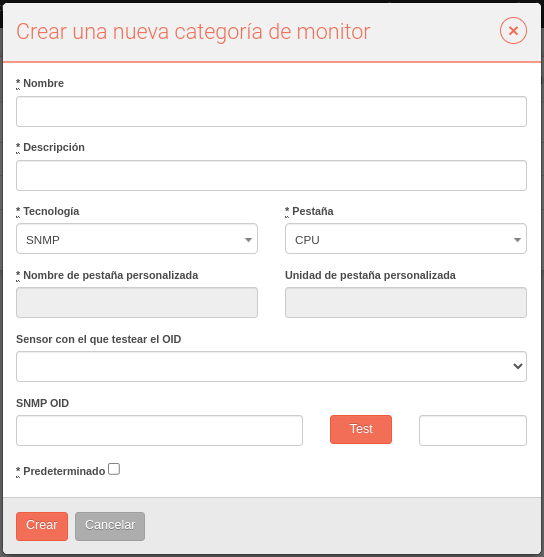 Crear una nueva categoría de monitor
* Nombre
* Descripción
* Tecnología
* Pestaña
SNMP
CPU
* Nombre de pestaña personalizada
Unidad de pestaña personalizada
Sensor con el que testear el OID
SNMP OID
Test
* Predeterminado
Crear
Cancelar